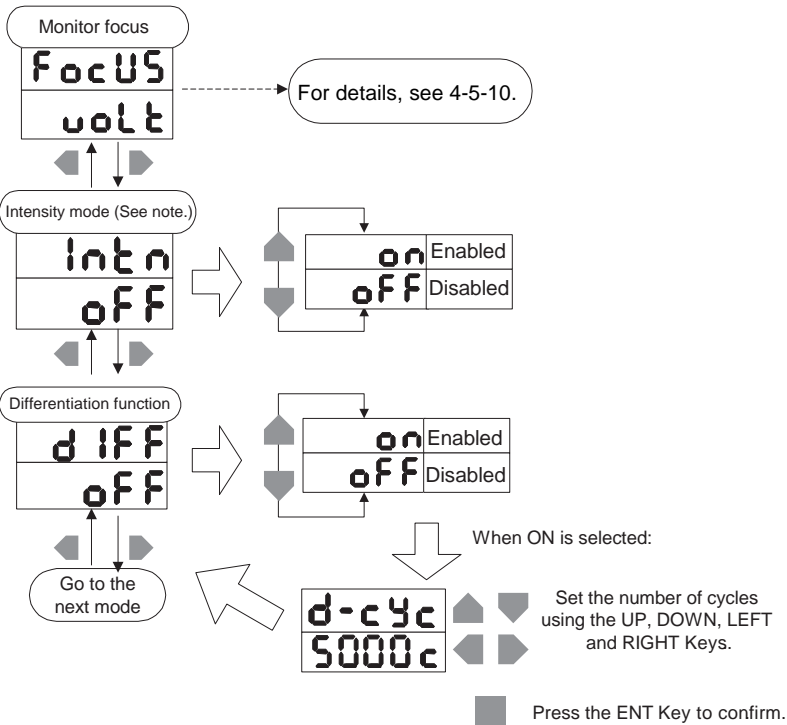 Monitor focus
FocUS
voLt
For details, see 4-5-10.
Intensity mode (See note.)
Intn
oFF
on Enabled
oFF Disabled
Differentiation function
dIFF
oFF
on Enabled
oFF Disabled
When ON is selected:
Go to the
next mode
d-cyc
5000c
Set the number of cycles
using the UP, DOWN, LEFT
and RIGHT Keys.
Press the ENT Key to confirm.